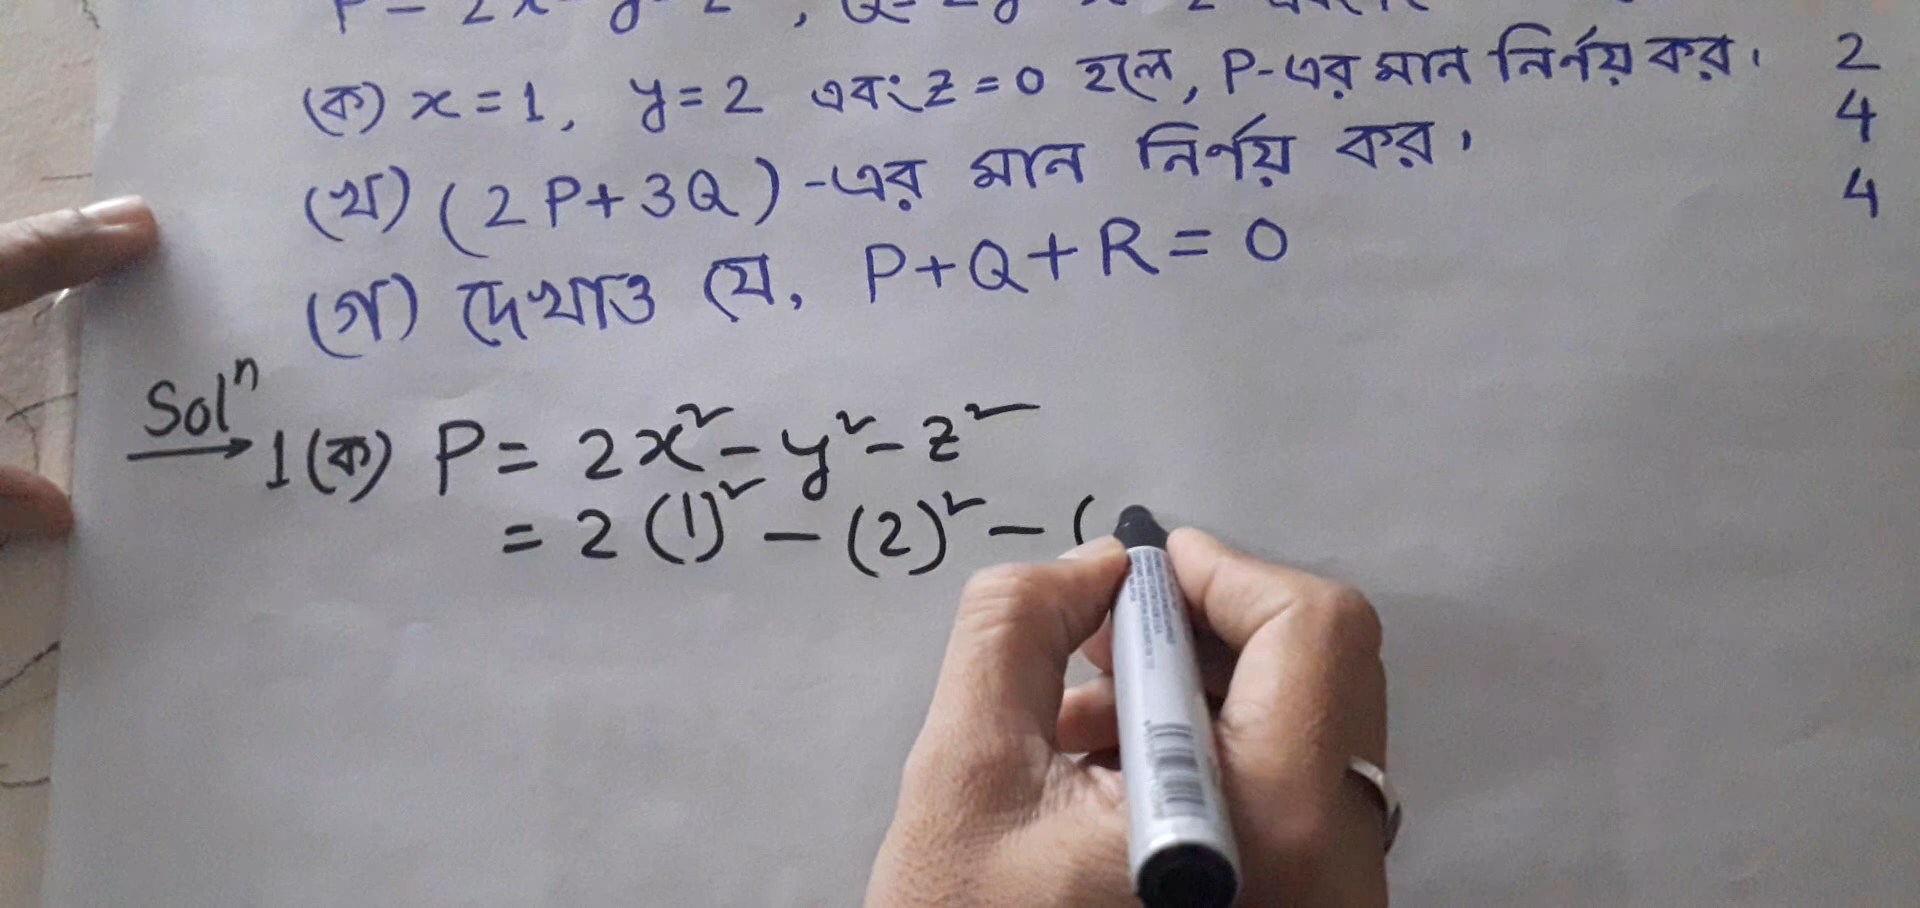 (ক) x = 1, y = 2 এবং z = 0 হলে, P-এর মান নির্ণয় কর। 2
(খ) (2P + 3Q) -এর মান নির্ণয় কর। 4
(গ) দেখাও যে, P + Q + R = 0 4
Solⁿ
1(ক) P = 2x² - y² - z²
= 2 (1)² - (2)² - (